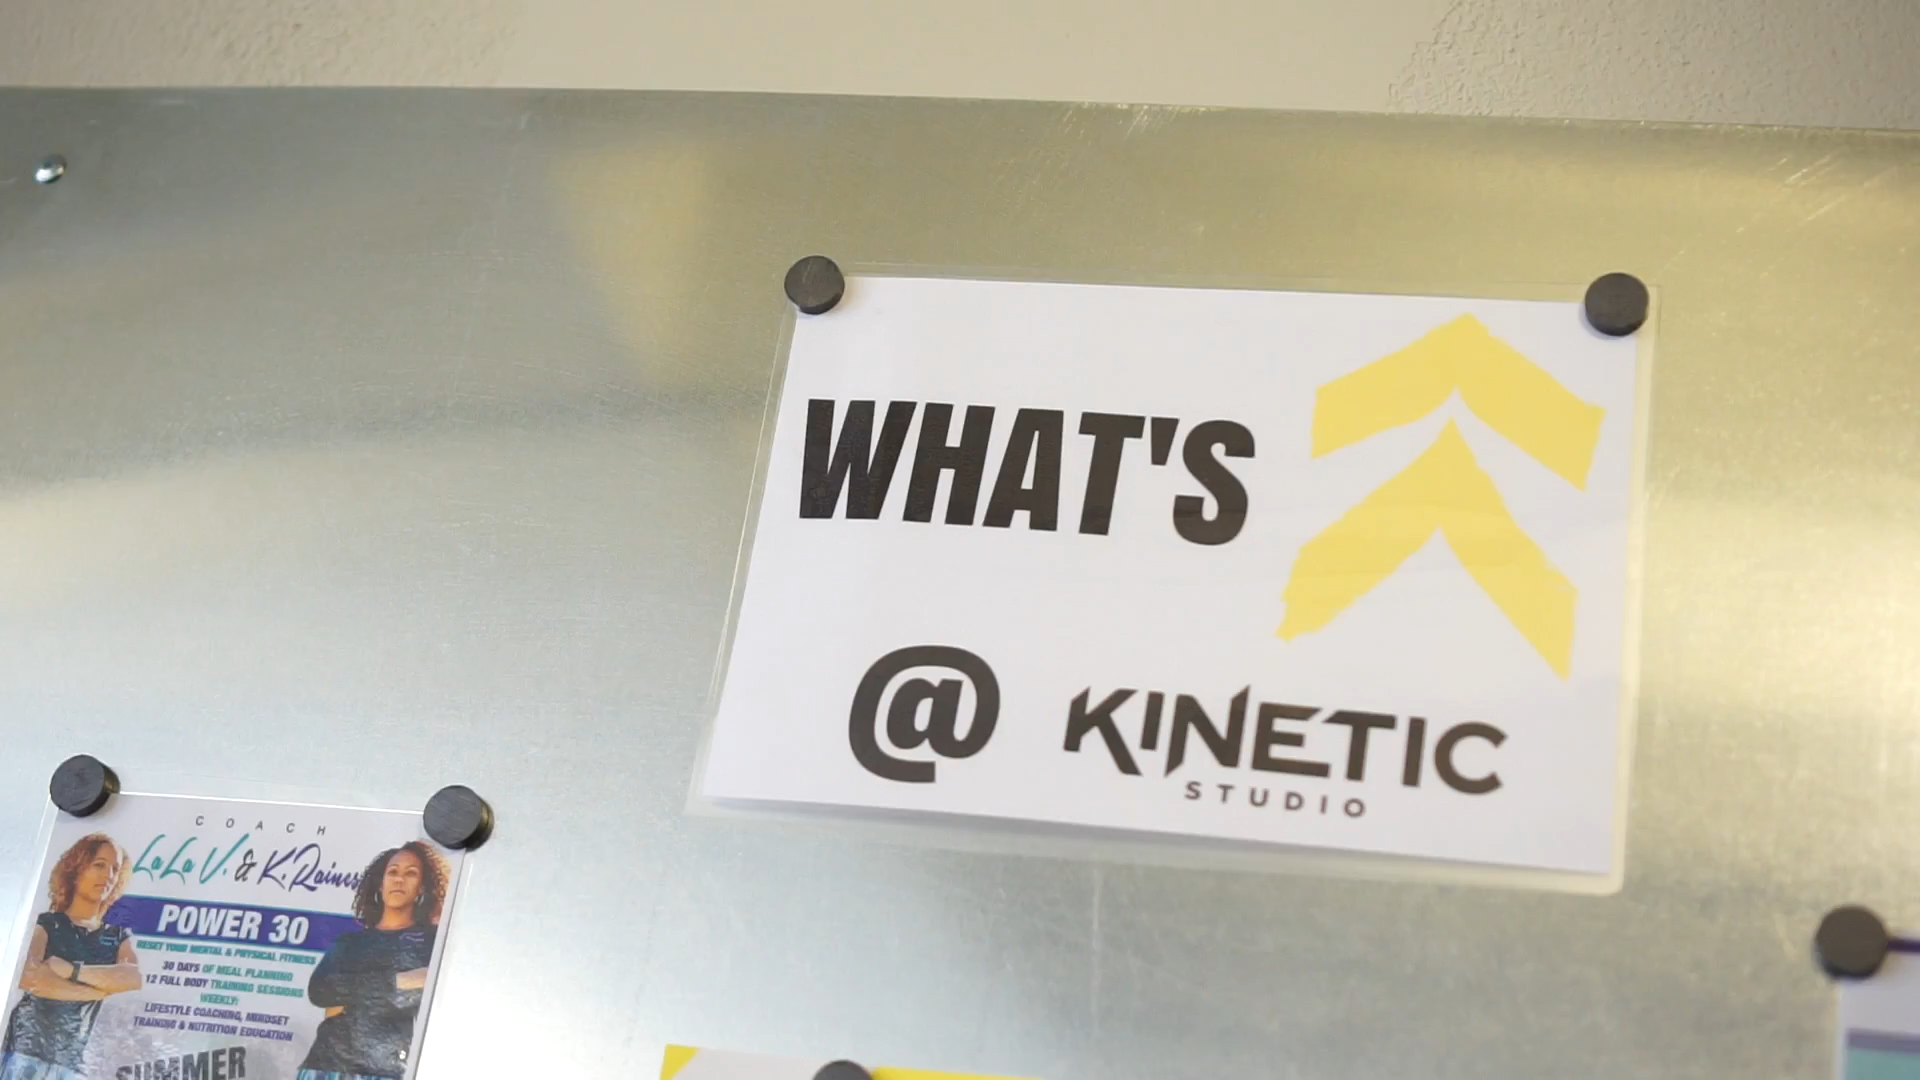 WHAT'S
@ KINETIC
STUDIO
COACH
LaLa V. & K. Raines
POWER 30
RESET YOUR MENTAL & PHYSICAL FITNESS
30 DAYS OF MEAL PLANNING
12 FULL BODY TRAINING SESSIONS
WEEKLY:
LIFESTYLE COACHING, MINDSET
TRAINING & NUTRITION EDUCATION
SUMMER